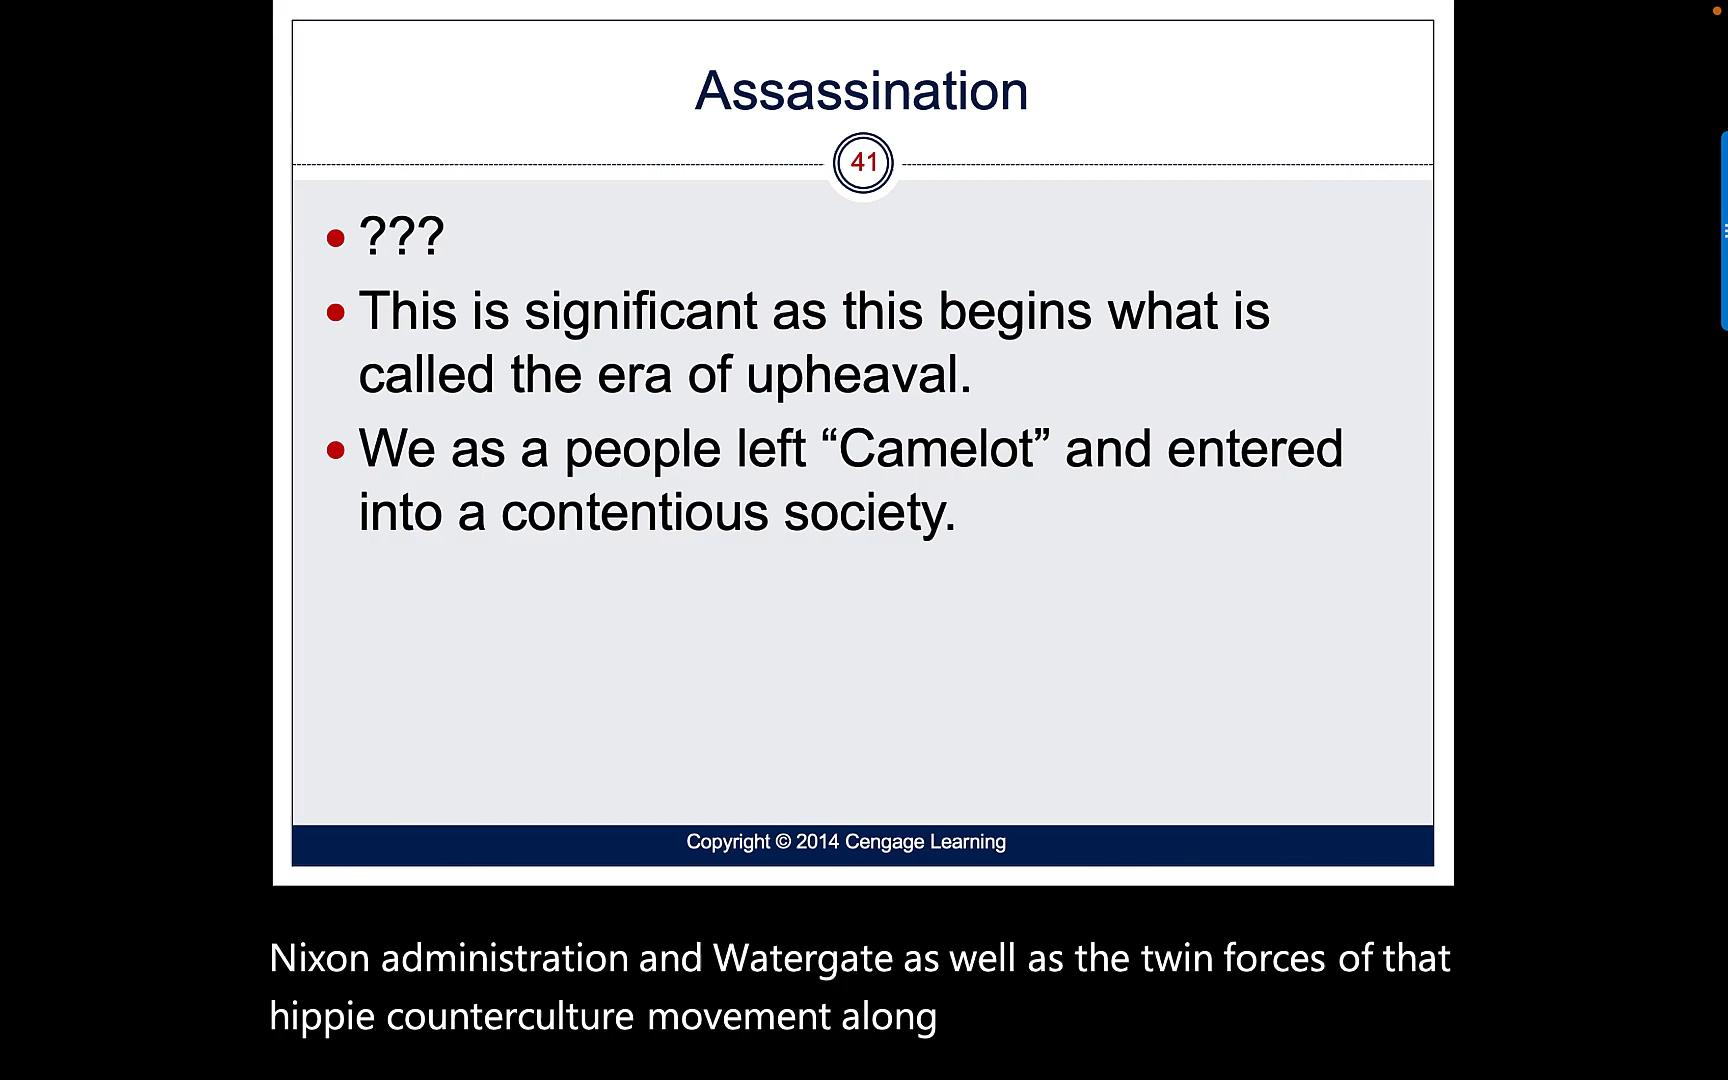 Assassination
41
• ???
• This is significant as this begins what is
called the era of upheaval.
• We as a people left “Camelot” and entered
into a contentious society.
Copyright © 2014 Cengage Learning
Nixon administration and Watergate as well as the twin forces of that
hippie counterculture movement along